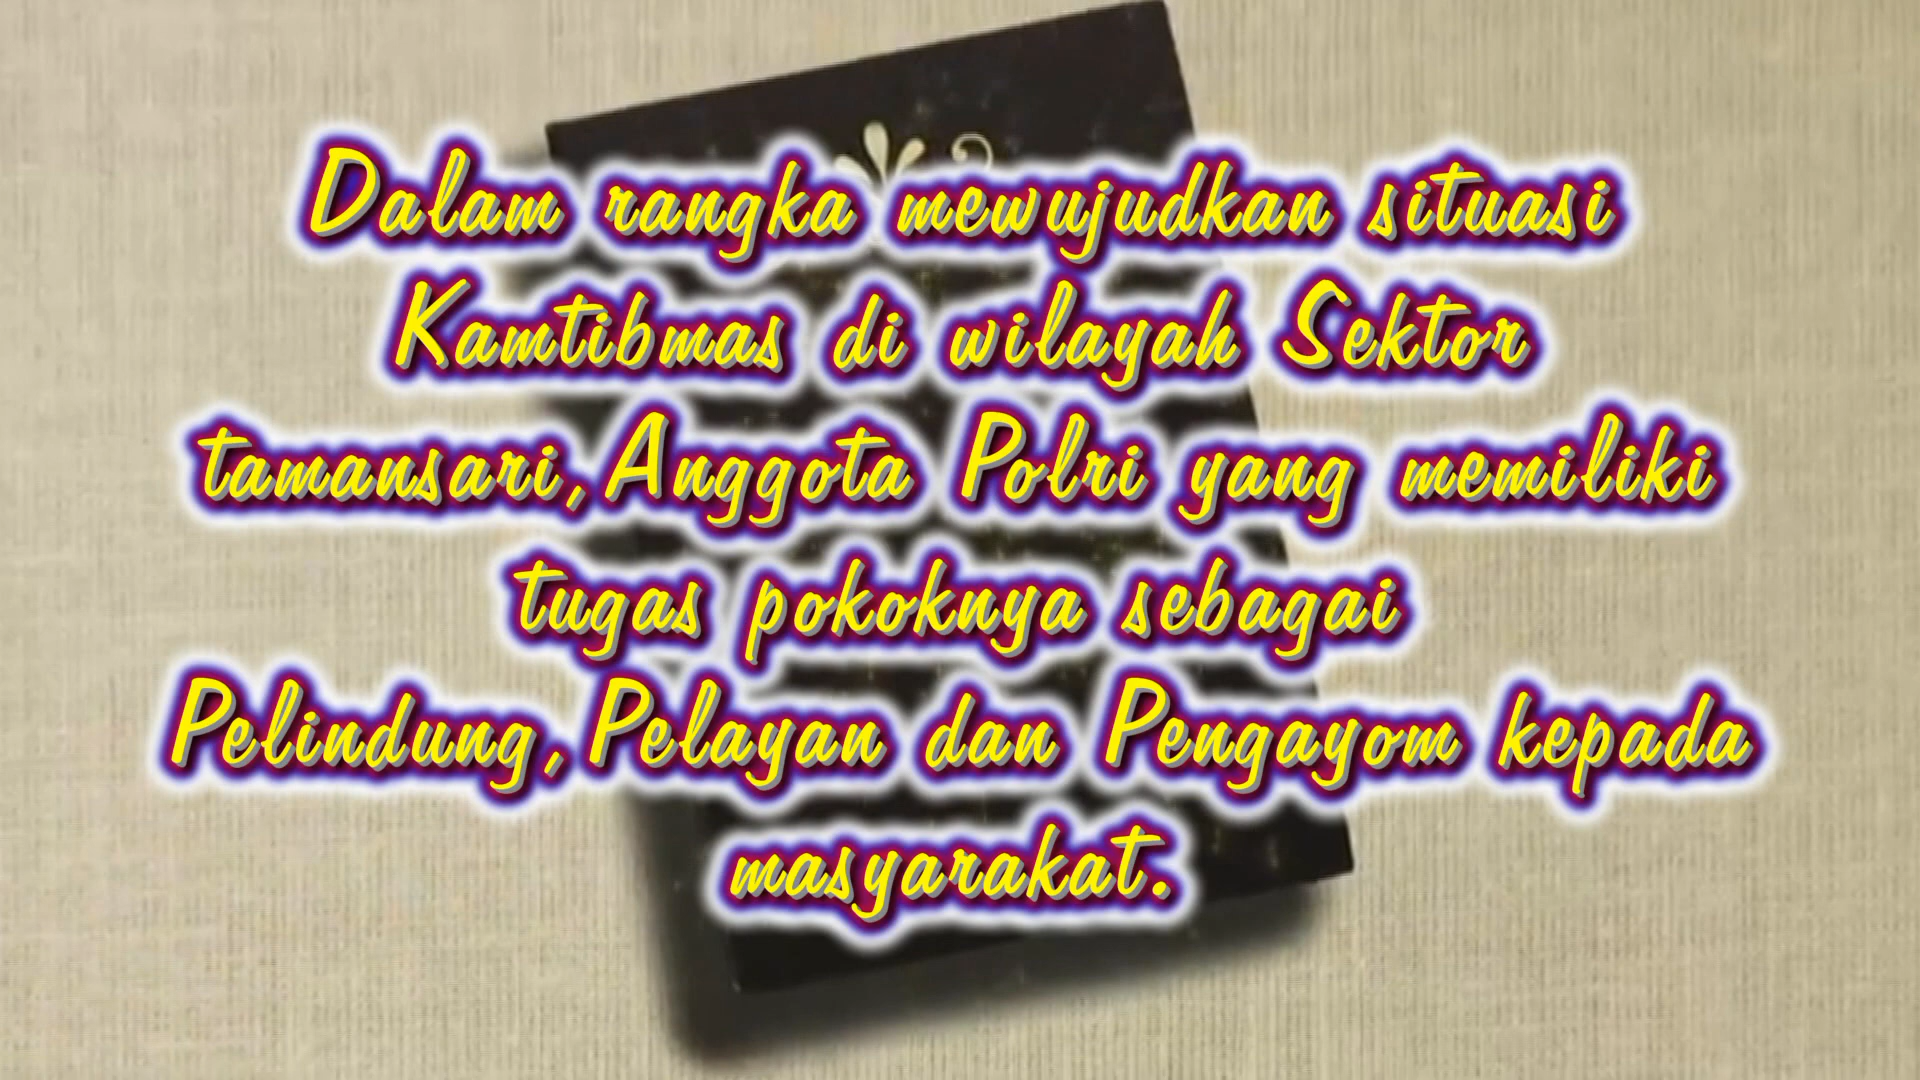 Dalam rangka mewujudkan situasi
Kamtibmas di wilayah Sektor
tamansari,Anggota Polri yang memiliki
tugas pokoknya sebagai
Pelindung,Pelayan dan Pengayom kepada
masyarakat.